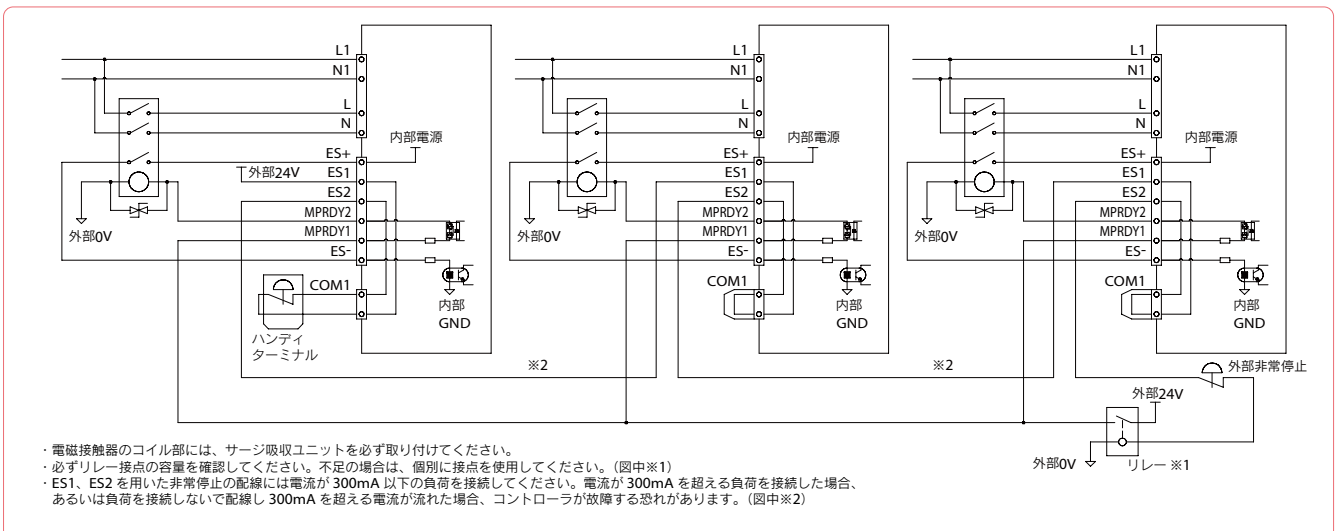 L1
N1
L
N
内部電源
ES+
外部24V
ES1
ES2
MPRDY2
MPRDY1
外部0V
ES-
COM1
内部
GND
ハンディ
ターミナル
L1
N1
L
N
内部電源
ES+
ES1
ES2
MPRDY2
MPRDY1
外部0V
ES-
COM1
内部
GND
L1
N1
L
N
内部電源
ES+
ES1
ES2
MPRDY2
MPRDY1
外部0V
ES-
COM1
内部
GND
※2
※2
外部非常停止
外部24V
外部0V
リレー ※1
・電磁接触器のコイル部には、サージ吸収ユニットを必ず取り付けてください。
・必ずリレー接点の容量を確認してください。不足の場合は、個別に接点を使用してください。（図中※1）
・ES1、ES2 を用いた非常停止の配線には電流が 300mA 以下の負荷を接続してください。電流が 300mA を超える負荷を接続した場合、
あるいは負荷を接続しないで配線し 300mA を超える電流が流れた場合、コントローラが故障する恐れがあります。（図中※2）